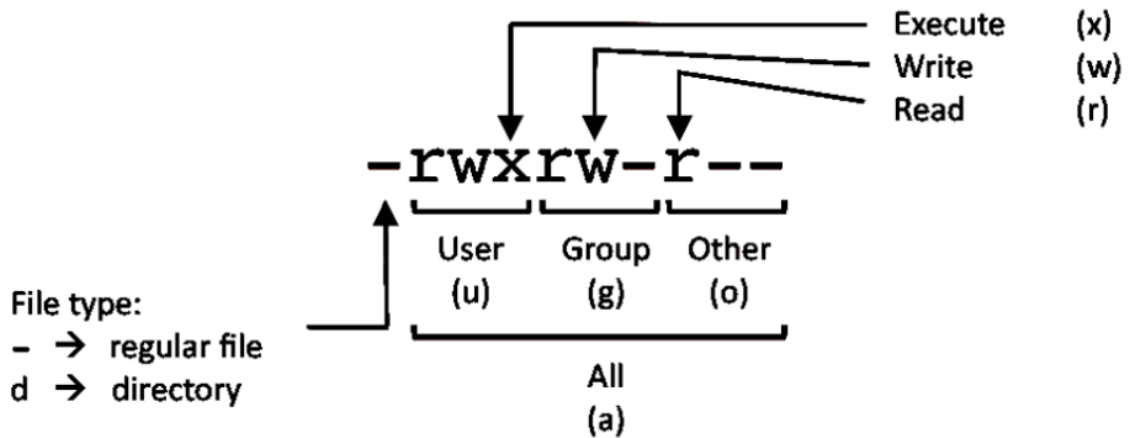 Execute (x)
Write (w)
Read (r)
-rwxrw-r--
User Group Other
(u) (g) (o)
File type:
- → regular file
d → directory
All
(a)